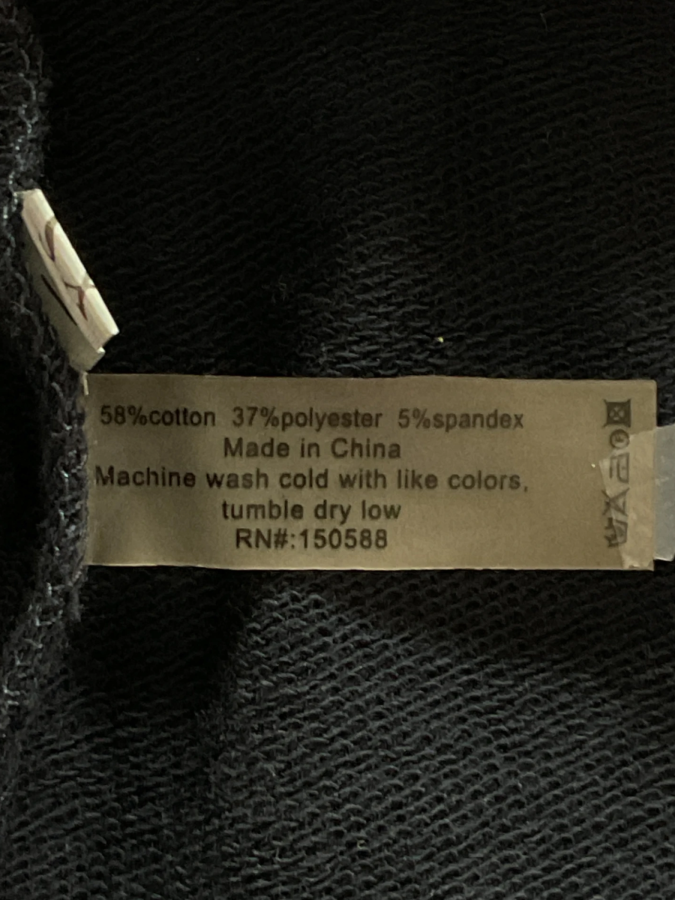 58%cotton 37%polyester 5%spandex
Made in China
Machine wash cold with like colors,
tumble dry low
RN#:150588